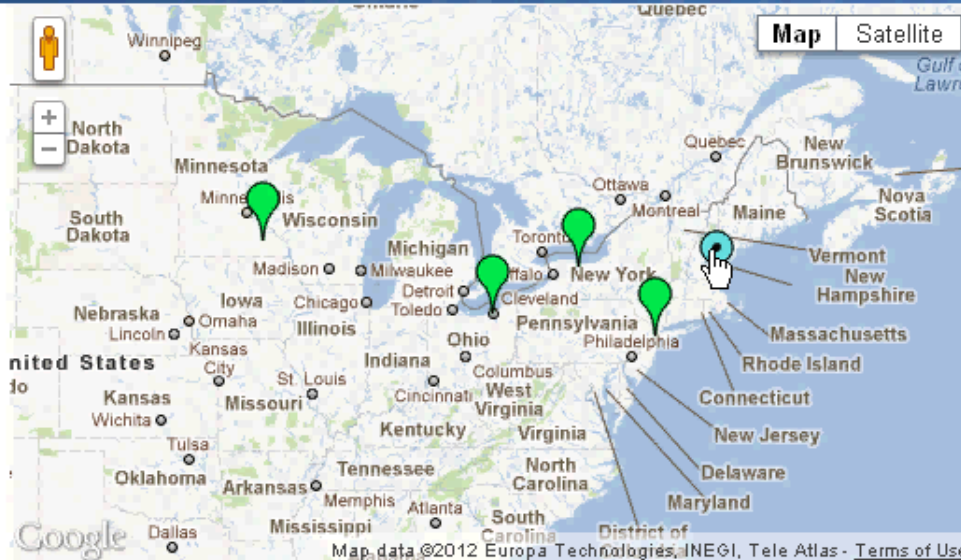 Quebec
Map
Satellite
Winnipeg
Gulf
Lawr
+
North
Dakota
−
Minnesota
Quebec
New
Brunswick
Ottawa
Nova
Scotia
Montreal
Maine
South
Dakota
Wisconsin
Michigan
Vermont
New
Hampshire
Madison
Milwaukee
New York
Detroit
Cleveland
Iowa
Chicago
Toledo
Nebraska
Omaha
Illinois
Pennsylvania
Massachusetts
Lincoln
Ohio
Philadelphia
Kansas
City
Indiana
Rhode Island
nited States
Columbus
St. Louis
West
Virginia
Cincinnati
Kansas
Missouri
Connecticut
Wichita
Kentucky
Virginia
New Jersey
Tulsa
Tennessee
North
Carolina
Delaware
Oklahoma
Arkansas
Memphis
Maryland
Atlanta
South
Carolina
Mississippi
Dallas
District of
Google
Map data ©2012 Europa Technologies, INEGI, Tele Atlas - Terms of Us